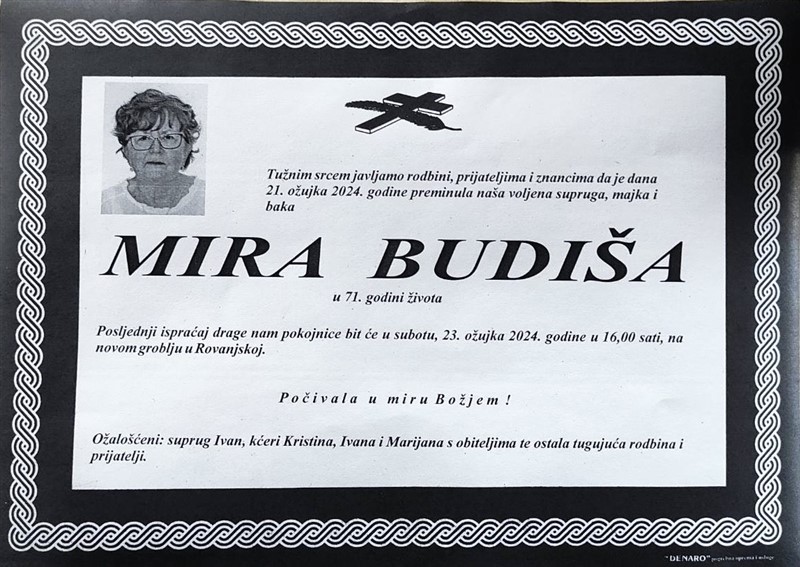 Tužnim srcem javljamo rodbini, prijateljima i znancima da je dana
21. ožujka 2024. godine preminula naša voljena supruga, majka i
baka
MIRA BUDIŠA
u 71. godini života
Posljednji ispraćaj drage nam pokojnice bit će u subotu, 23. ožujka 2024. godine u 16,00 sati, na
novom groblju u Rovanjskoj.
Počivala u miru Božjem !
Ožalošćeni: suprug Ivan, kćeri Kristina, Ivana i Marijana s obiteljima te ostala tugujuća rodbina i
prijatelji.
"DENARO" pogrebna oprema i usluge